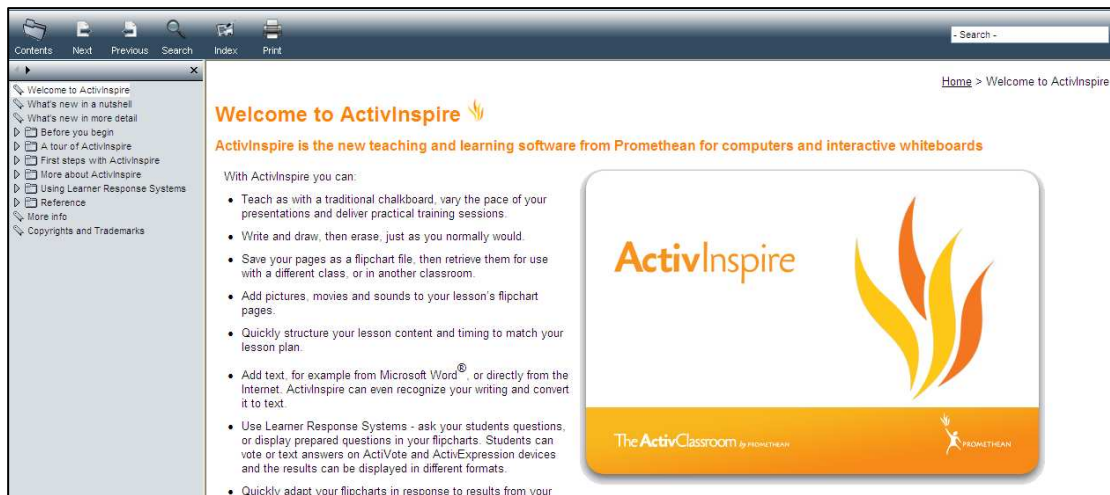 Contents Next Previous Search Index Print
- Search -
Welcome to ActivInspire
What's new in a nutshell
What's new in more detail
Before you begin
A tour of ActivInspire
First steps with ActivInspire
More about ActivInspire
Using Learner Response Systems
Reference
More info
Copyrights and Trademarks
Home > Welcome to ActivInspire
Welcome to ActivInspire
ActivInspire is the new teaching and learning software from Promethean for computers and interactive whiteboards
With ActivInspire you can:
• Teach as with a traditional chalkboard, vary the pace of your
presentations and deliver practical training sessions.
• Write and draw, then erase, just as you normally would.
• Save your pages as a flipchart file, then retrieve them for use
with a different class, or in another classroom.
• Add pictures, movies and sounds to your lesson's flipchart
pages.
• Quickly structure your lesson content and timing to match your
lesson plan.
• Add text, for example from Microsoft Word®, or directly from the
Internet. ActivInspire can even recognize your writing and convert
it to text.
• Use Learner Response Systems - ask your students questions,
or display prepared questions in your flipcharts. Students can
vote or text answers on ActiVote and ActivExpression devices
and the results can be displayed in different formats.
• Quickly adapt your flipcharts in response to results from your
ActivInspire
The ActivClassroom by PROMETHEAN
PROMETHEAN